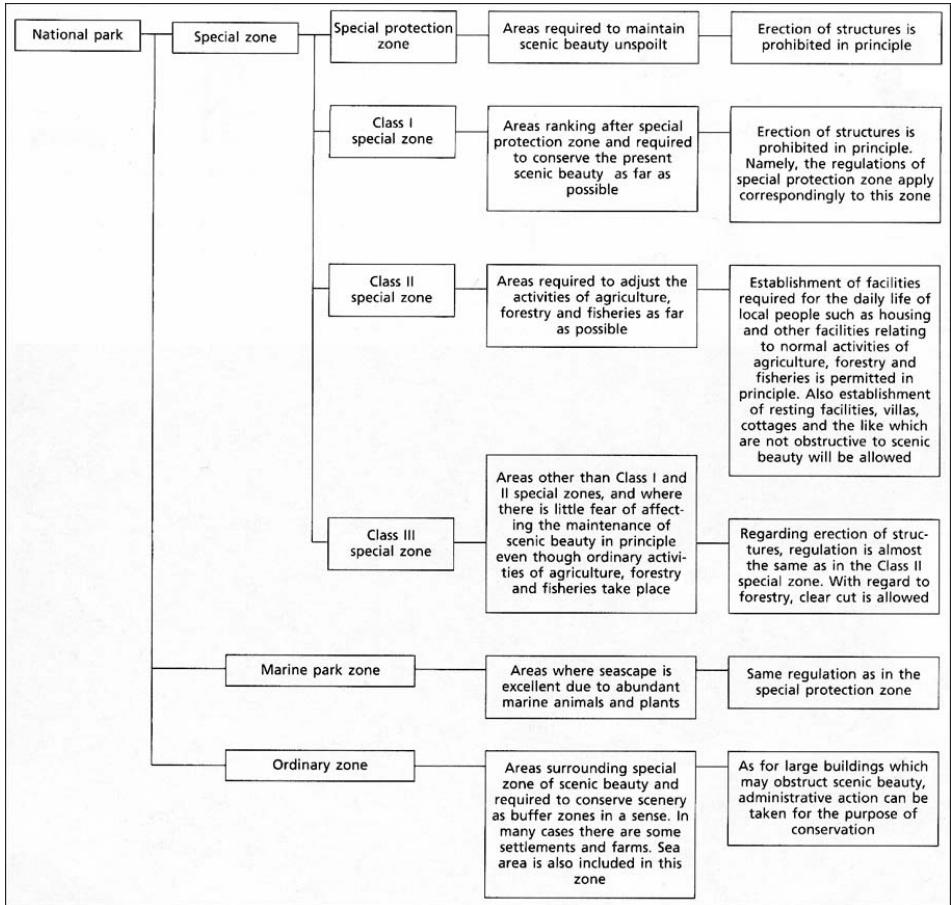 National park
Special zone
Special protection
zone
Areas required to maintain
scenic beauty unspoilt
Erection of structures is
prohibited in principle
Class I
special zone
Areas ranking after special
protection zone and required
to conserve the present
scenic beauty as far as
possible
Erection of structures is
prohibited in principle.
Namely, the regulations of
special protection zone apply
correspondingly to this zone
Class II
special zone
Areas required to adjust the
activities of agriculture,
forestry and fisheries as far
as possible
Establishment of facilities
required for the daily life of
local people such as housing
and other facilities relating
to normal activities of
agriculture, forestry and
fisheries is permitted in
principle. Also establishment
of resting facilities, villas,
cottages and the like which
are not obstructive to scenic
beauty will be allowed
Class III
special zone
Areas other than Class I and
II special zones, and where
there is little fear of affect-
ing the maintenance of
scenic beauty in principle
even though ordinary activi-
ties of agriculture, forestry
and fisheries take place
Regarding erection of struc-
tures, regulation is almost
the same as in the Class II
special zone. With regard to
forestry, clear cut is allowed
Marine park zone
Areas where seascape is
excellent due to abundant
marine animals and plants
Same regulation as in the
special protection zone
Ordinary zone
Areas surrounding special
zone of scenic beauty and
required to conserve scenery
as buffer zones in a sense. In
many cases there are some
settlements and farms. Sea
area is also included in this
zone
As for large buildings which
may obstruct scenic beauty,
administrative action can be
taken for the purpose of
conservation